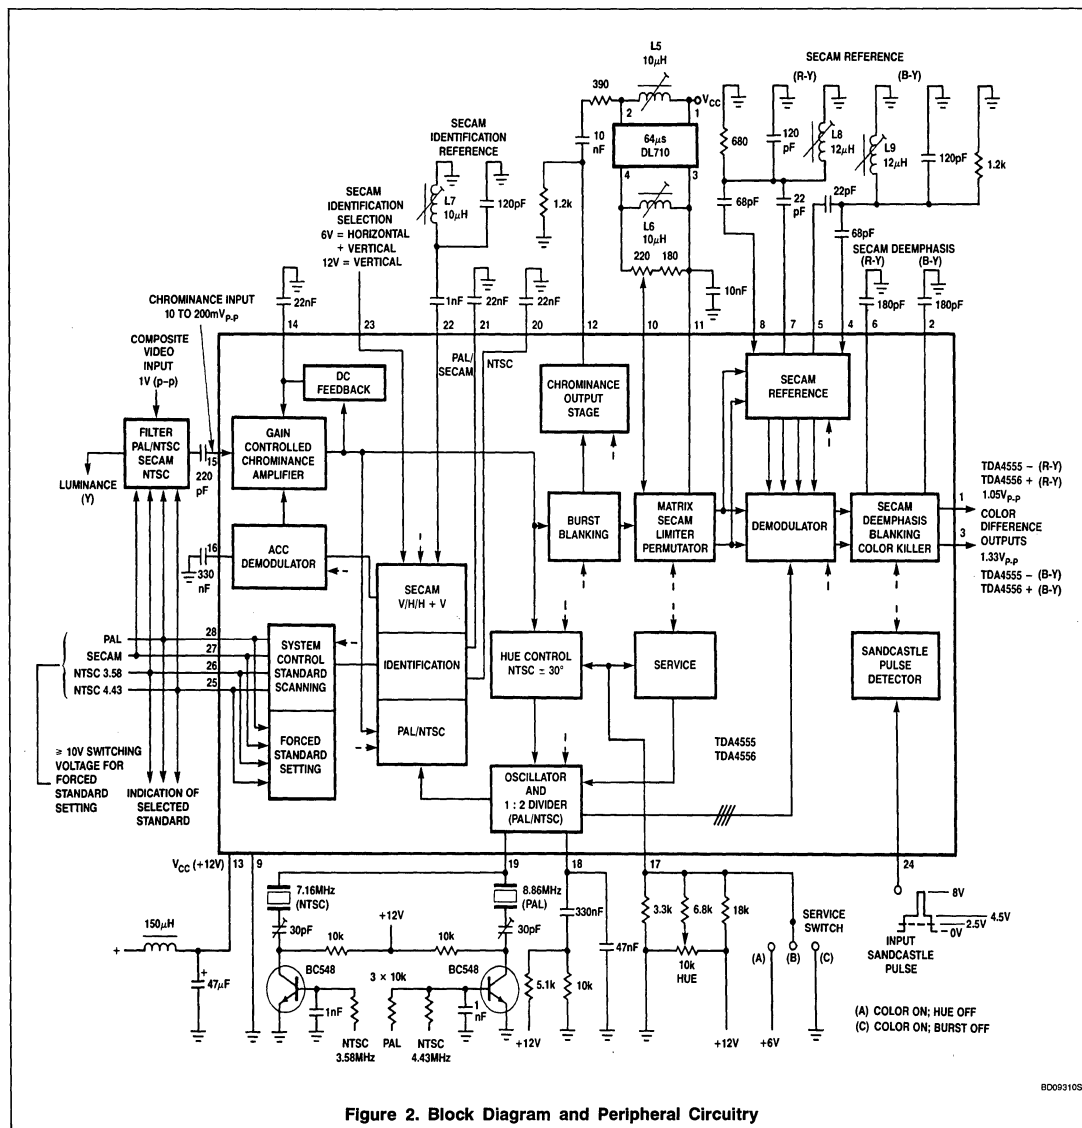 L5
10μH
SECAM REFERENCE
(R-Y)
(B-Y)
390
2
1
VCC
10
nF
64μs
DL710
4
3
SECAM
IDENTIFICATION
REFERENCE
L7
10μH
120pF
1.2k
L6
10μH
220
180
10nF
680
120
pF
L8
12μH
L9
12μH
120pF
1.2k
68pF
22
pF
22pF
68pF
SECAM DEEMPHASIS
(R-Y)
(B-Y)
180pF
180pF
SECAM
IDENTIFICATION
SELECTION
6V = HORIZONTAL
+ VERTICAL
12V = VERTICAL
CHROMINANCE INPUT
10 TO 200mVP-P
22nF
1nF
22nF
22nF
14
23
22
21
20
12
10
11
8
7
5
4
6
2
COMPOSITE
VIDEO
INPUT
1V (p–p)
PAL/
SECAM
NTSC
DC
FEEDBACK
CHROMINANCE
OUTPUT
STAGE
SECAM
REFERENCE
FILTER
PAL/NTSC
SECAM
NTSC
15
220
pF
LUMINANCE
(Y)
GAIN
CONTROLLED
CHROMINANCE
AMPLIFIER
BURST
BLANKING
MATRIX
SECAM
LIMITER
PERMUTATOR
DEMODULATOR
SECAM
DEEMPHASIS
BLANKING
COLOR KILLER
TDA4555 – (R-Y)
TDA4556 + (R-Y)
1.05VP-P
1
COLOR
DIFFERENCE
OUTPUTS
3
1.33VP-P
TDA4555 – (B-Y)
TDA4556 + (B-Y)
16
330
nF
ACC
DEMODULATOR
SECAM
V/H/H + V
IDENTIFICATION
PAL/NTSC
PAL
28
SECAM
27
NTSC 3.58
26
NTSC 4.43
25
SYSTEM
CONTROL
STANDARD
SCANNING
FORCED
STANDARD
SETTING
HUE CONTROL
NTSC ± 30°
SERVICE
SANDCASTLE
PULSE
DETECTOR
TDA4555
TDA4556
≥ 10V SWITCHING
VOLTAGE FOR
FORCED
STANDARD
SETTING
INDICATION OF
SELECTED
STANDARD
OSCILLATOR
AND
1 : 2 DIVIDER
(PAL/NTSC)
VCC (+12V)
13
9
19
18
17
24
7.16MHz
(NTSC)
8.86MHz
(PAL)
150μH
+
+
47μF
30pF
10k
+12V
10k
30pF
330nF
47nF
3.3k
6.8k
18k
10k
HUE
BC548
3 × 10k
BC548
1nF
1
nF
5.1k
10k
NTSC
3.58MHz
PAL
NTSC
4.43MHz
+12V
+12V
SERVICE
SWITCH
(A)
(B)
(C)
+6V
8V
4.5V
2.5V
0V
INPUT
SANDCASTLE
PULSE
(A) COLOR ON; HUE OFF
(C) COLOR ON; BURST OFF
BD09310S
Figure 2. Block Diagram and Peripheral Circuitry